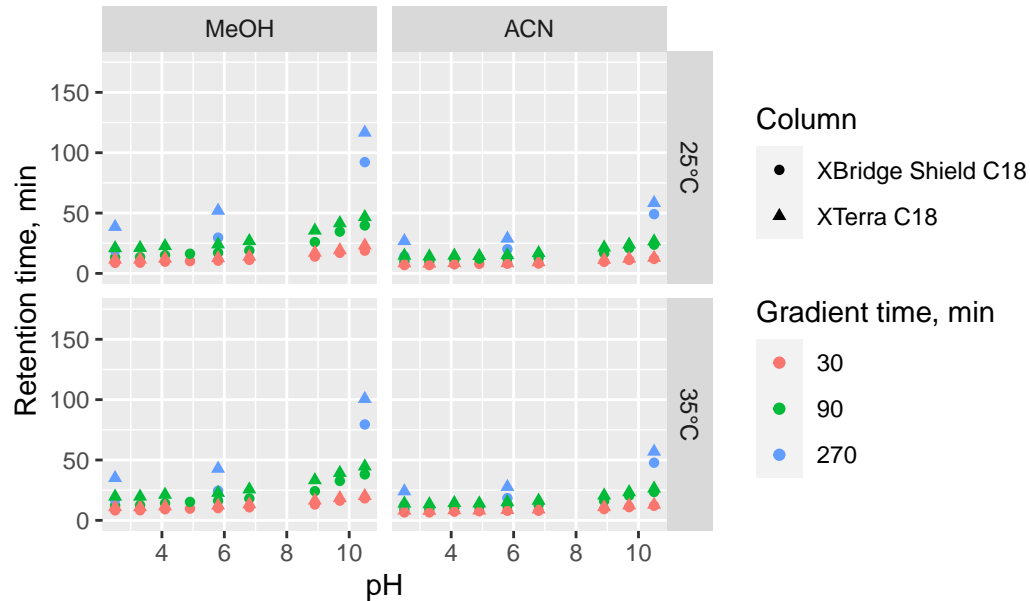 MeOH
ACN
150
100
50
0
25°C
150
100
50
0
35°C
4 6 8 10
4 6 8 10
Retention time, min
pH
Column
XBridge Shield C18
XTerra C18
Gradient time, min
30
90
270